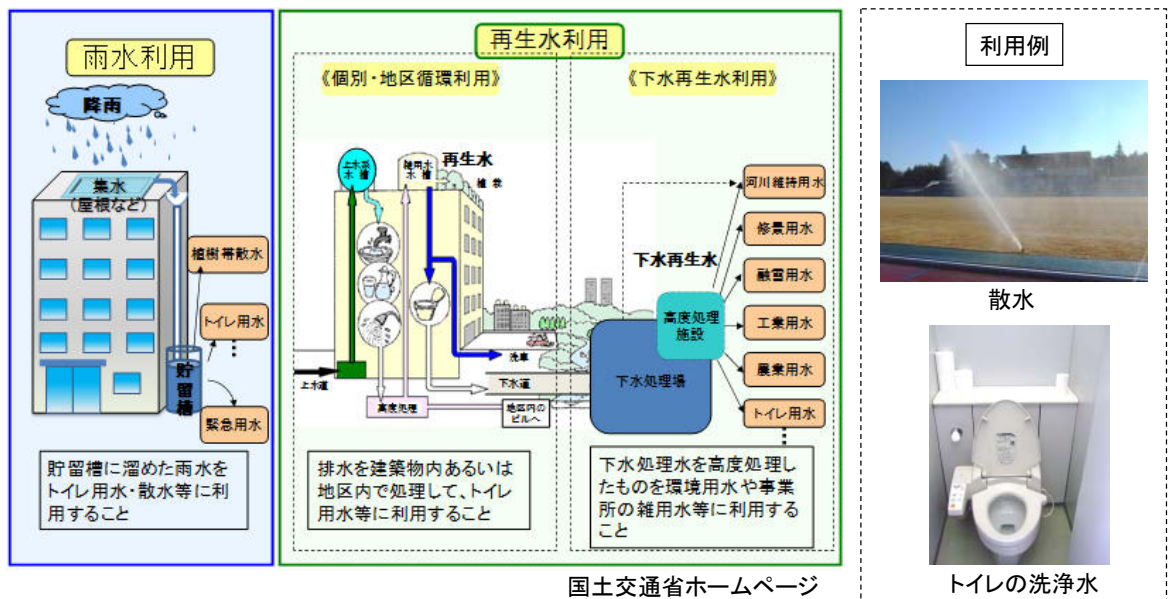 雨水利用
降雨
集水
(屋根など)
植樹帯散水
トイレ用水
貯留槽
緊急用水
貯留槽に溜めた雨水を
トイレ用水・散水等に利
用すること
再生水利用
《個別・地区循環利用》
上水系
水槽
雑用水
水槽
再生水
植栽
洗車
上水道
下水道
高度処理
地区内の
ビルへ
排水を建築物内あるいは
地区内で処理して、トイレ
用水等に利用すること
《下水再生水利用》
下水再生水
高度処理
施設
下水処理場
河川維持用水
修景用水
融雪用水
工業用水
農業用水
トイレ用水
下水処理水を高度処理し
たものを環境用水や事業
所の雑用水等に利用する
こと
国土交通省ホームページ
利用例
散水
トイレの洗浄水